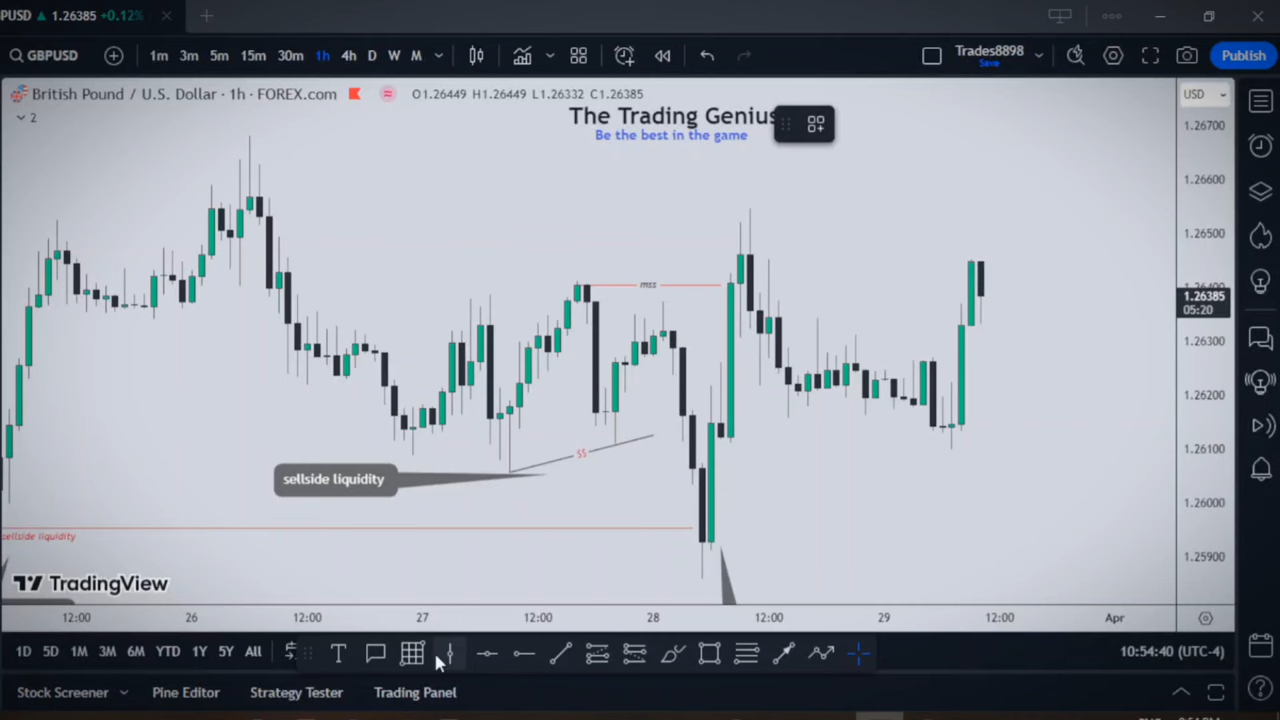 PUSD ▲ 1.26385 +0.12%
GBPUSD 1m 3m 5m 15m 30m 1h 4h D W M Trades8898 Save Publish
British Pound / U.S. Dollar · 1h · FOREX.com O1.26449 H1.26449 L1.26332 C1.26385
USD
2
The Trading Genius
Be the best in the game
1.26700
1.26600
1.26500
mss
1.26385
05:20
1.26300
1.26200
1.26100
$$
sellside liquidity
1.26000
sellside liquidity
1.25900
TradingView
12:00 26 12:00 27 12:00 28 12:00 29 12:00 Apr
1D 5D 1M 3M 6M YTD 1Y 5Y All 10:54:40 (UTC-4)
Stock Screener Pine Editor Strategy Tester Trading Panel